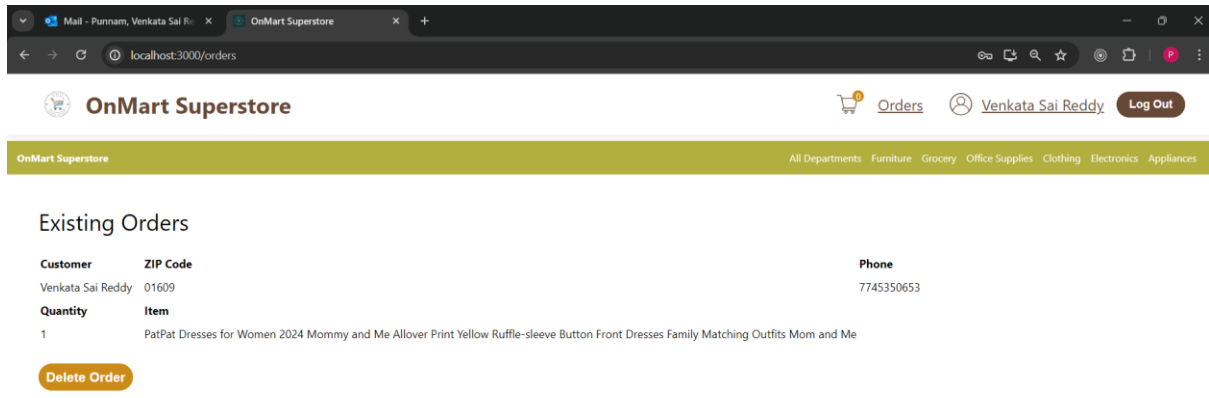 Mail - Punnam, Venkata Sai Re
OnMart Superstore
localhost:3000/orders
P
OnMart Superstore
0
Orders
Venkata Sai Reddy
Log Out
OnMart Superstore
All Departments Furniture Grocery Office Supplies Clothing Electronics Appliances
Existing Orders
Customer ZIP Code Phone
Venkata Sai Reddy 01609 7745350653
Quantity Item
1 PatPat Dresses for Women 2024 Mommy and Me Allover Print Yellow Ruffle-sleeve Button Front Dresses Family Matching Outfits Mom and Me
Delete Order